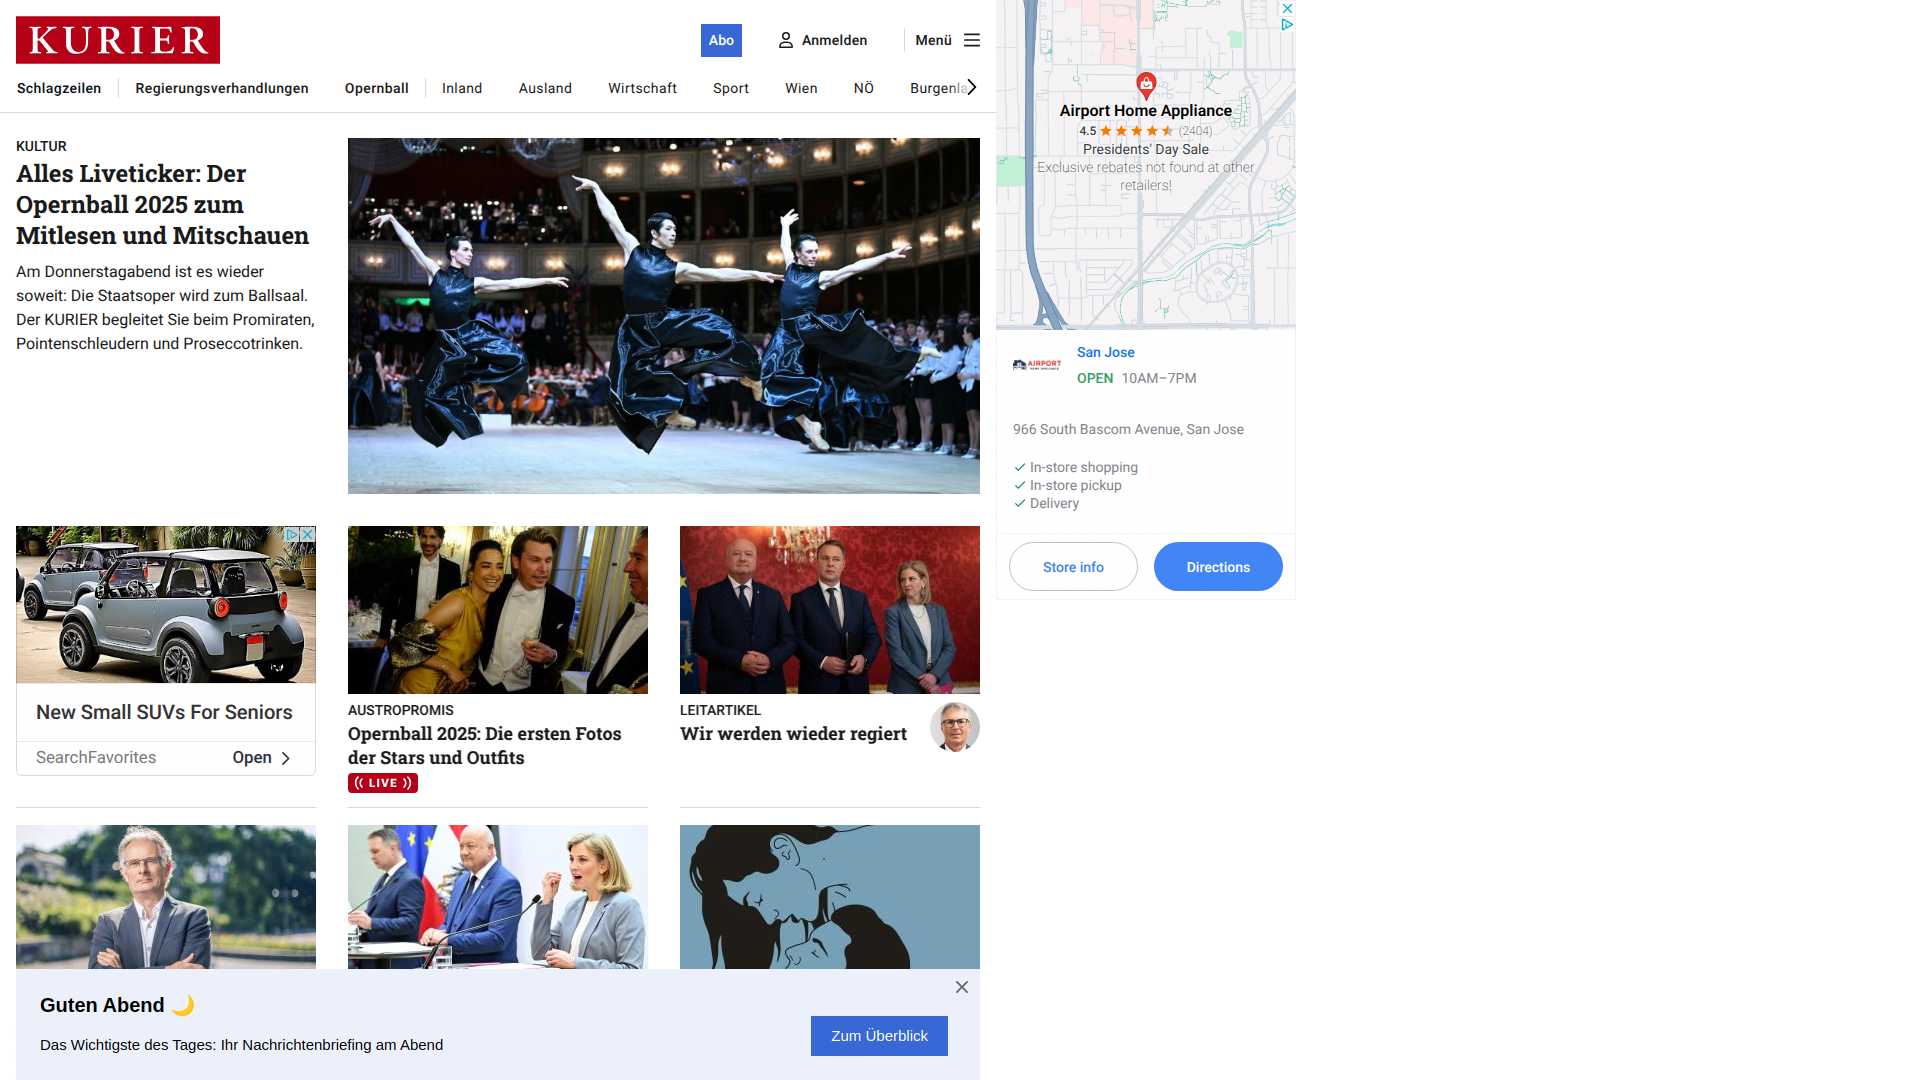 KURIER
Abo
Anmelden
Menü
Schlagzeilen
Regierungsverhandlungen
Opernball
Inland
Ausland
Wirtschaft
Sport
Wien
NÖ
Burgenla
KULTUR
Alles Liveticker: Der
Opernball 2025 zum
Mitlesen und Mitschauen
Am Donnerstagabend ist es wieder
soweit: Die Staatsoper wird zum Ballsaal.
Der KURIER begleitet Sie beim Promiraten,
Pointenschleudern und Proseccotrinken.
New Small SUVs For Seniors
SearchFavorites
Open
AUSTROPROMIS
Opernball 2025: Die ersten Fotos
der Stars und Outfits
LIVE
LEITARTIKEL
Wir werden wieder regiert
Airport Home Appliance
4.5 (2404)
Presidents' Day Sale
Exclusive rebates not found at other
retailers!
AIRPORT
San Jose
OPEN 10AM–7PM
966 South Bascom Avenue, San Jose
In-store shopping
In-store pickup
Delivery
Store info
Directions
Guten Abend 🌙
Das Wichtigste des Tages: Ihr Nachrichtenbriefing am Abend
Zum Überblick